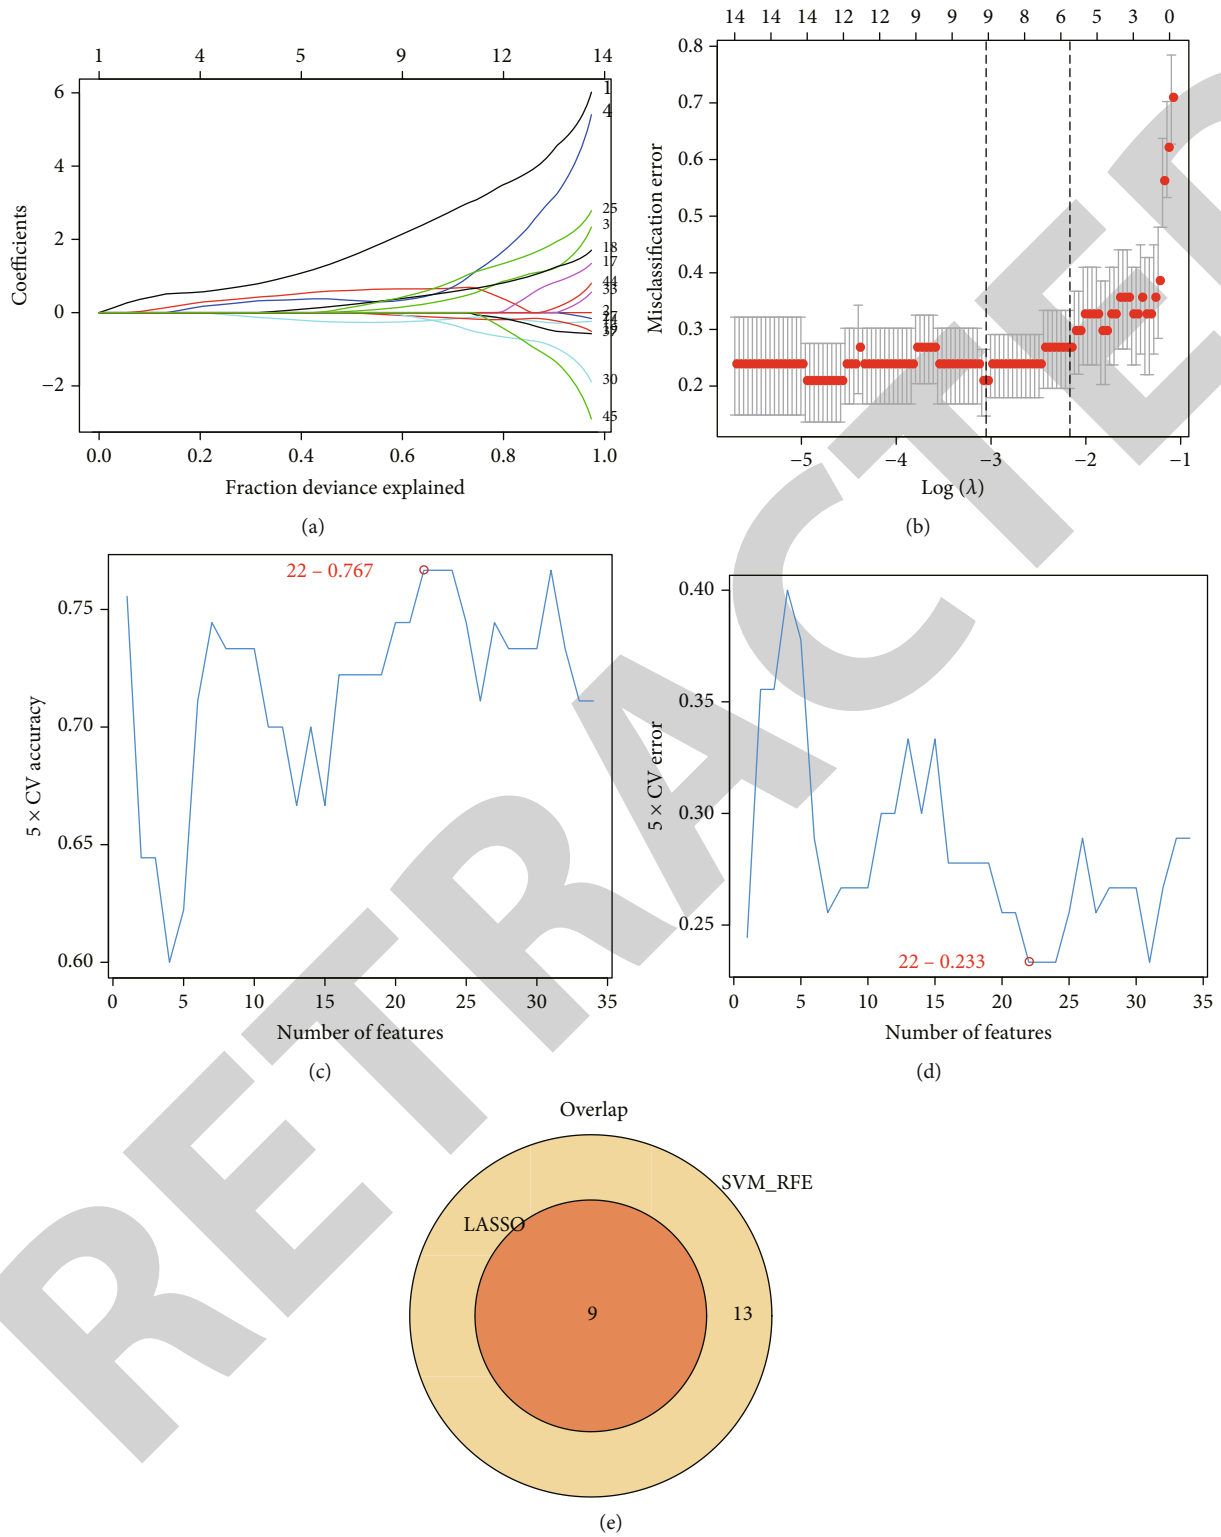 1 4 5 9 12 14
6
4
2
0
−2
Coefficients
1
4
25
3
18
17
44
35
30
45
0.0 0.2 0.4 0.6 0.8 1.0
Fraction deviance explained
(a)
14 14 14 12 12 9 9 9 8 6 5 3 0
0.8
0.7
0.6
0.5
0.4
0.3
0.2
Misclassification error
−5 −4 −3 −2 −1
Log (λ)
(b)
22 – 0.767
0.75
0.70
0.65
0.60
5 × CV accuracy
0 5 10 15 20 25 30 35
Number of features
(c)
0.40
0.35
0.30
0.25
5 × CV error
22 – 0.233
0 5 10 15 20 25 30 35
Number of features
(d)
Overlap
SVM_RFE
LASSO
9
13
(e)
RETRACTED